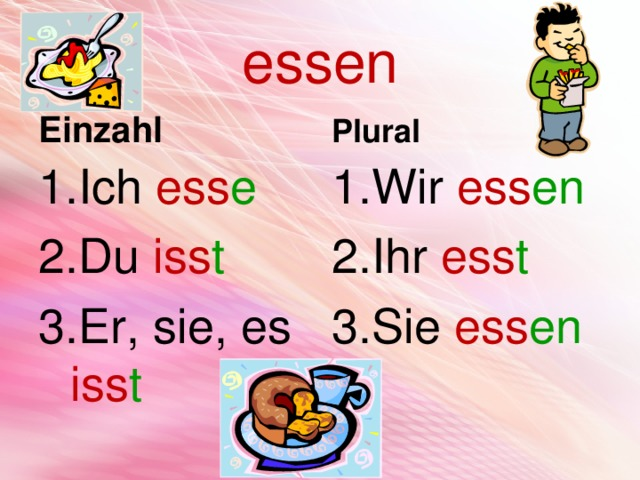 essen
Einzahl
1.Ich esse
2.Du isst
3.Er, sie, es
isst
Plural
1.Wir essen
2.Ihr esst
3.Sie essen